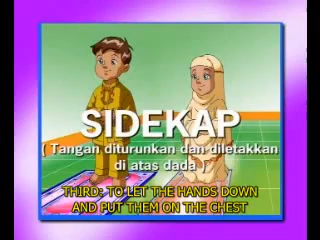 SIDEKAP
( Tangan diturunkan dan diletakkan
di atas dada )
THIRD: TO LET THE HANDS DOWN
AND PUT THEM ON THE CHEST